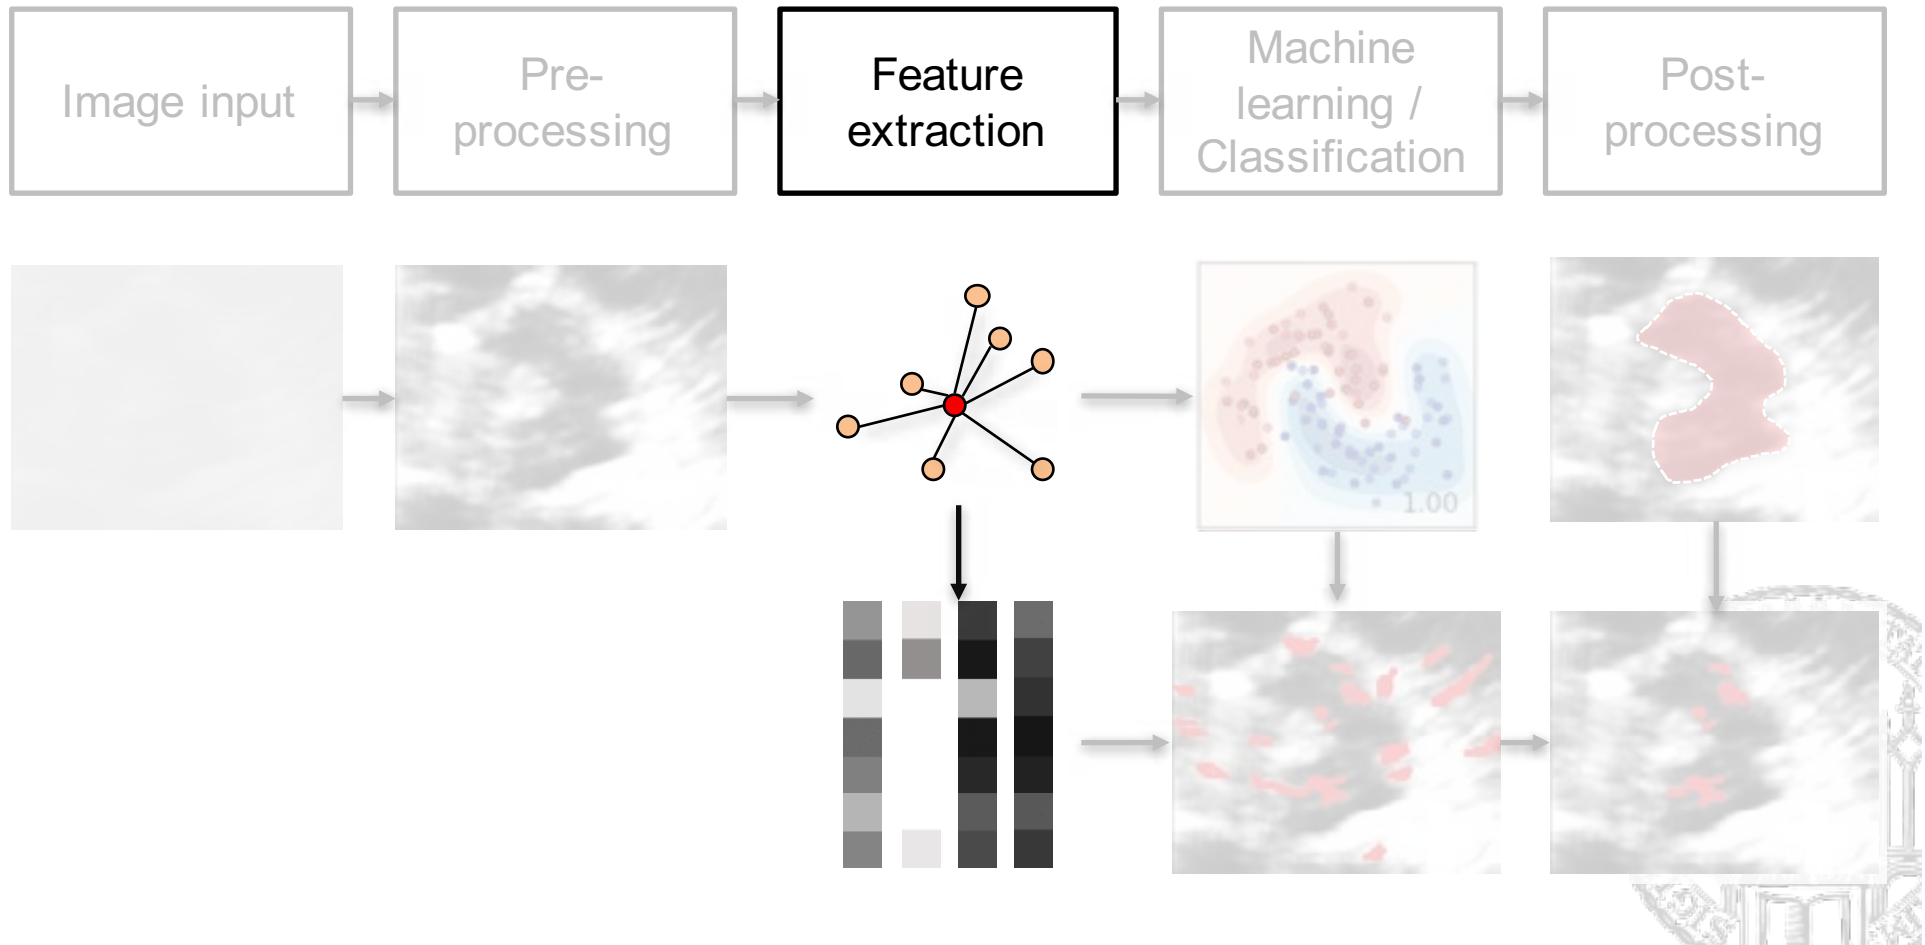 Image input
Pre-
processing
Feature
extraction
Machine
learning /
Classification
Post-
processing
1.00